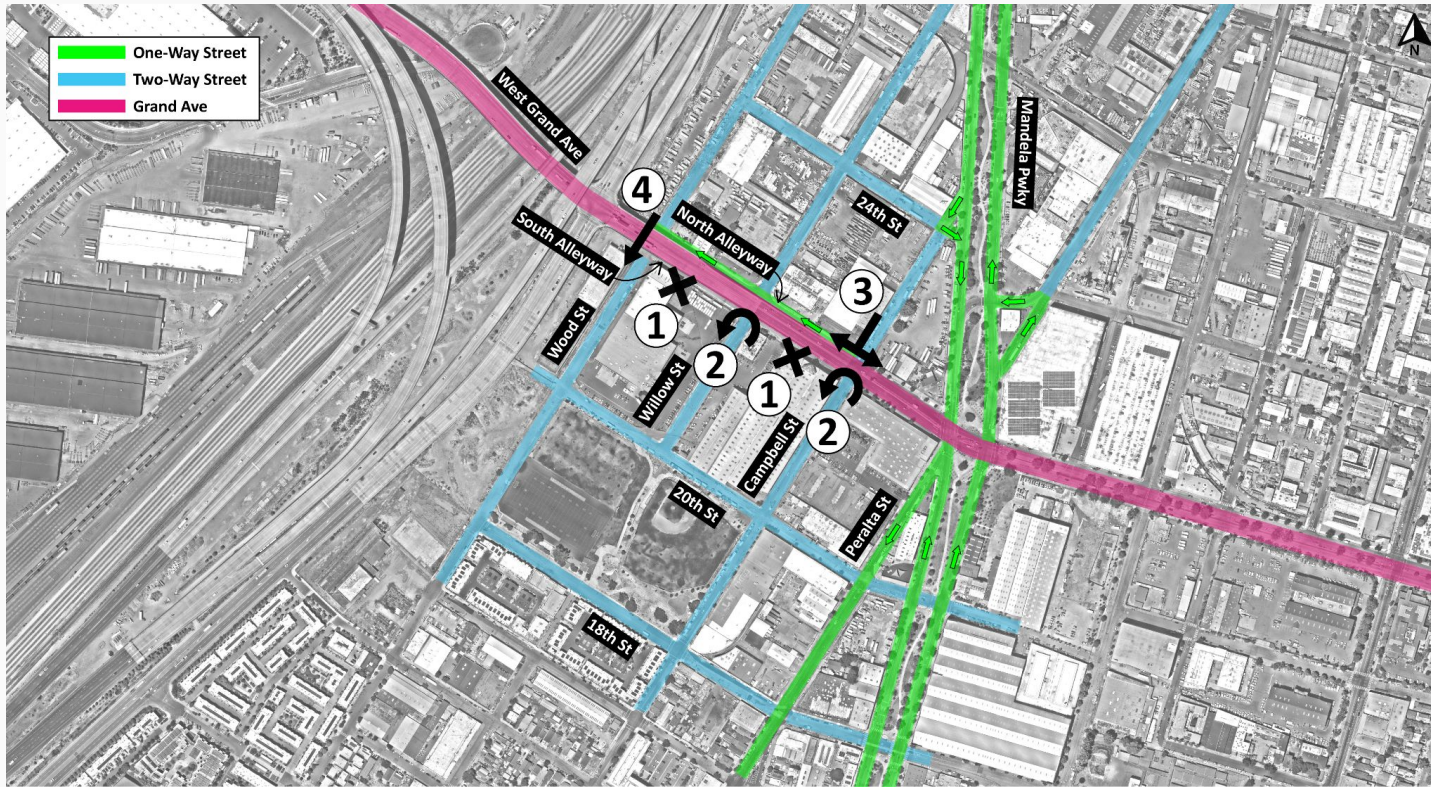 One-Way Street
Two-Way Street
Grand Ave
N
West Grand Ave
Mandela Pwky
4
24th St
North Alleyway
South Alleyway
3
1
Wood St
2
Willow St
1
2
Campbell St
20th St
Peralta St
18th St